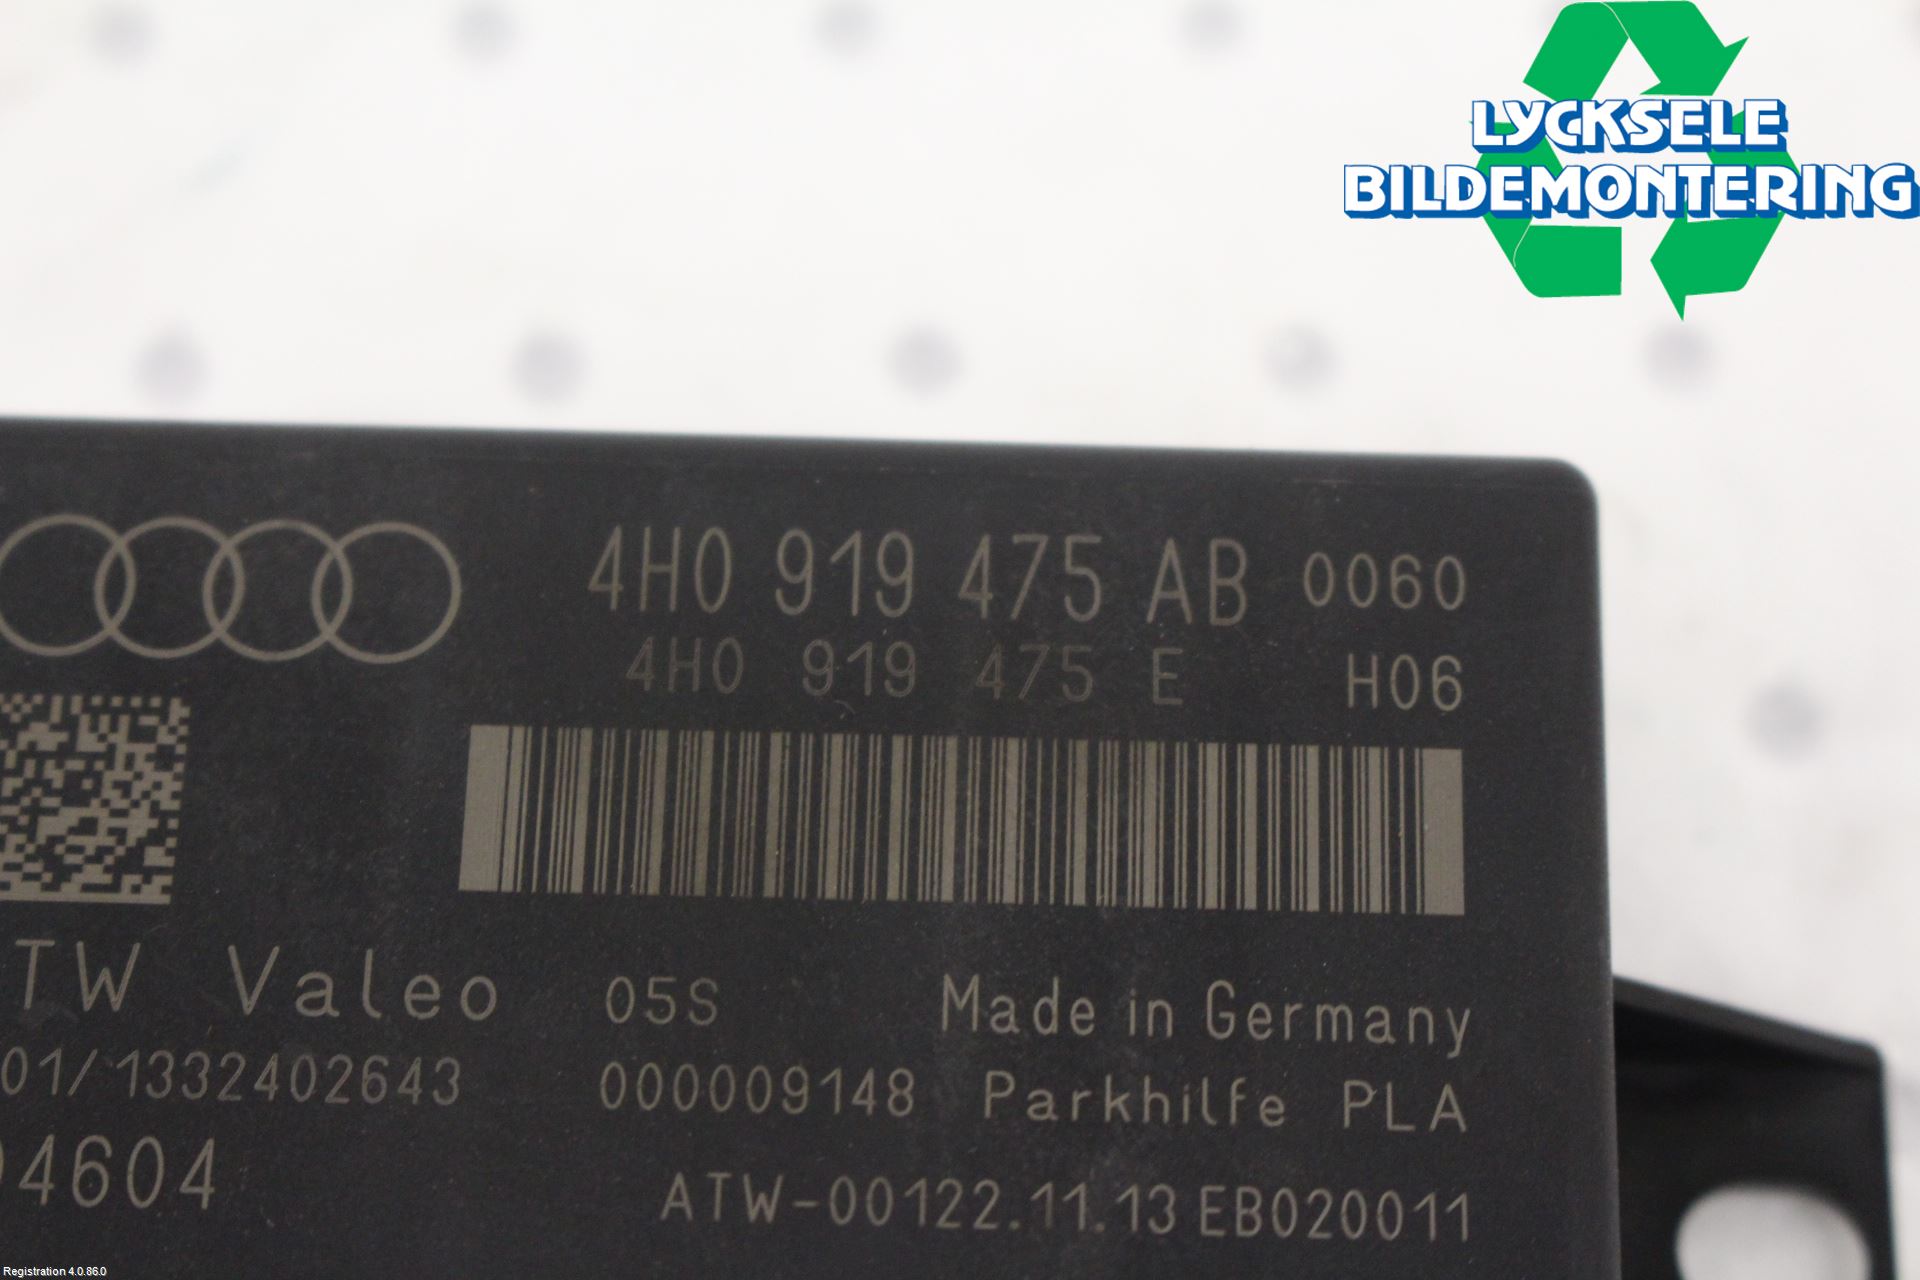 LYCKSELE
BILDEMONTERING
4H0 919 475 AB 0060
4H0 919 475 E H06
TW Valeo 05S Made in Germany
01/1332402643 000009148 Parkhilfe PLA
04604
ATW-00122.11.13 EB020011
Registration 4.0.86.0